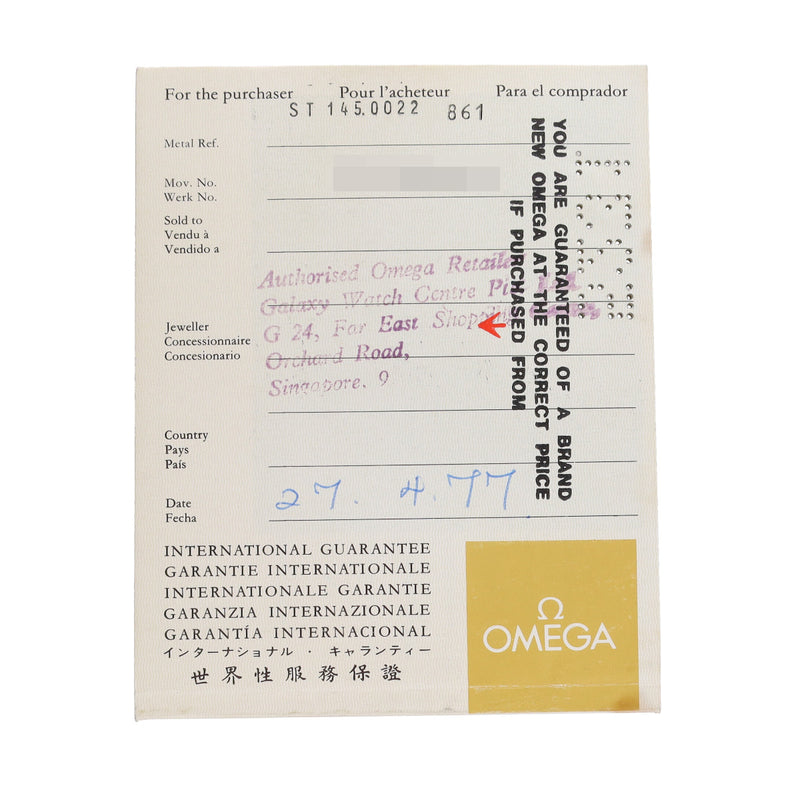 For the purchaser Pour l'acheteur Para el comprador
ST 145.0022 861
Metal Ref.
Mov. No.
Werk No.
Sold to
Vendu à
Vendido a
Authorised Omega Retailer
Galaxy Watch Centre
G 24, Far East Shopping
Orchard Road,
Singapore. 9
Jeweller
Concessionnaire
Concesionario
Country
Pays
País
Date
Fecha
27. 4.77
YOU ARE GUARANTEED OF A BRAND
NEW OMEGA AT THE CORRECT PRICE
IF PURCHASED FROM
INTERNATIONAL GUARANTEE
GARANTIE INTERNATIONALE
INTERNATIONALE GARANTIE
GARANZIA INTERNAZIONALE
GARANTÍA INTERNACIONAL
インターナショナル・ギャランティー
世界性服務保證
Ω
OMEGA